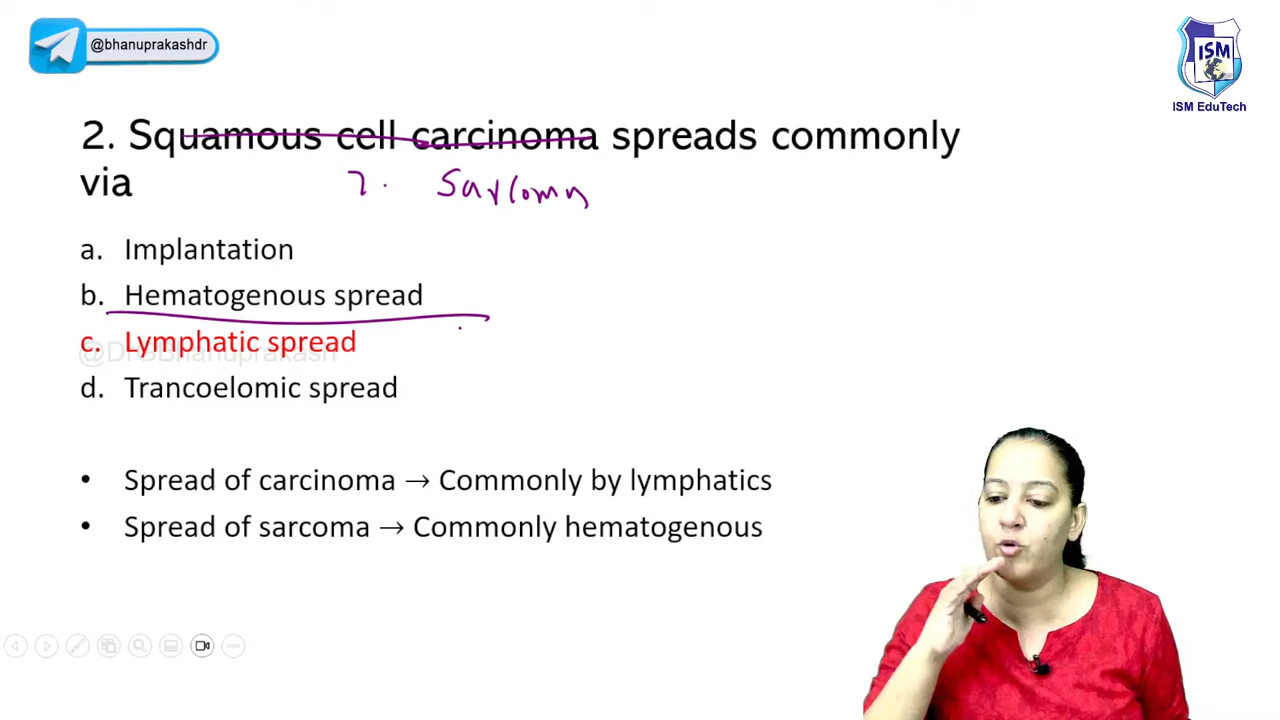 @bhanuprakashdr
ISM
ISM EduTech
2. Squamous cell carcinoma spreads commonly
via
7. Sarcoma
a. Implantation
b. Hematogenous spread
c. Lymphatic spread
d. Trancoelomic spread
• Spread of carcinoma → Commonly by lymphatics
• Spread of sarcoma → Commonly hematogenous